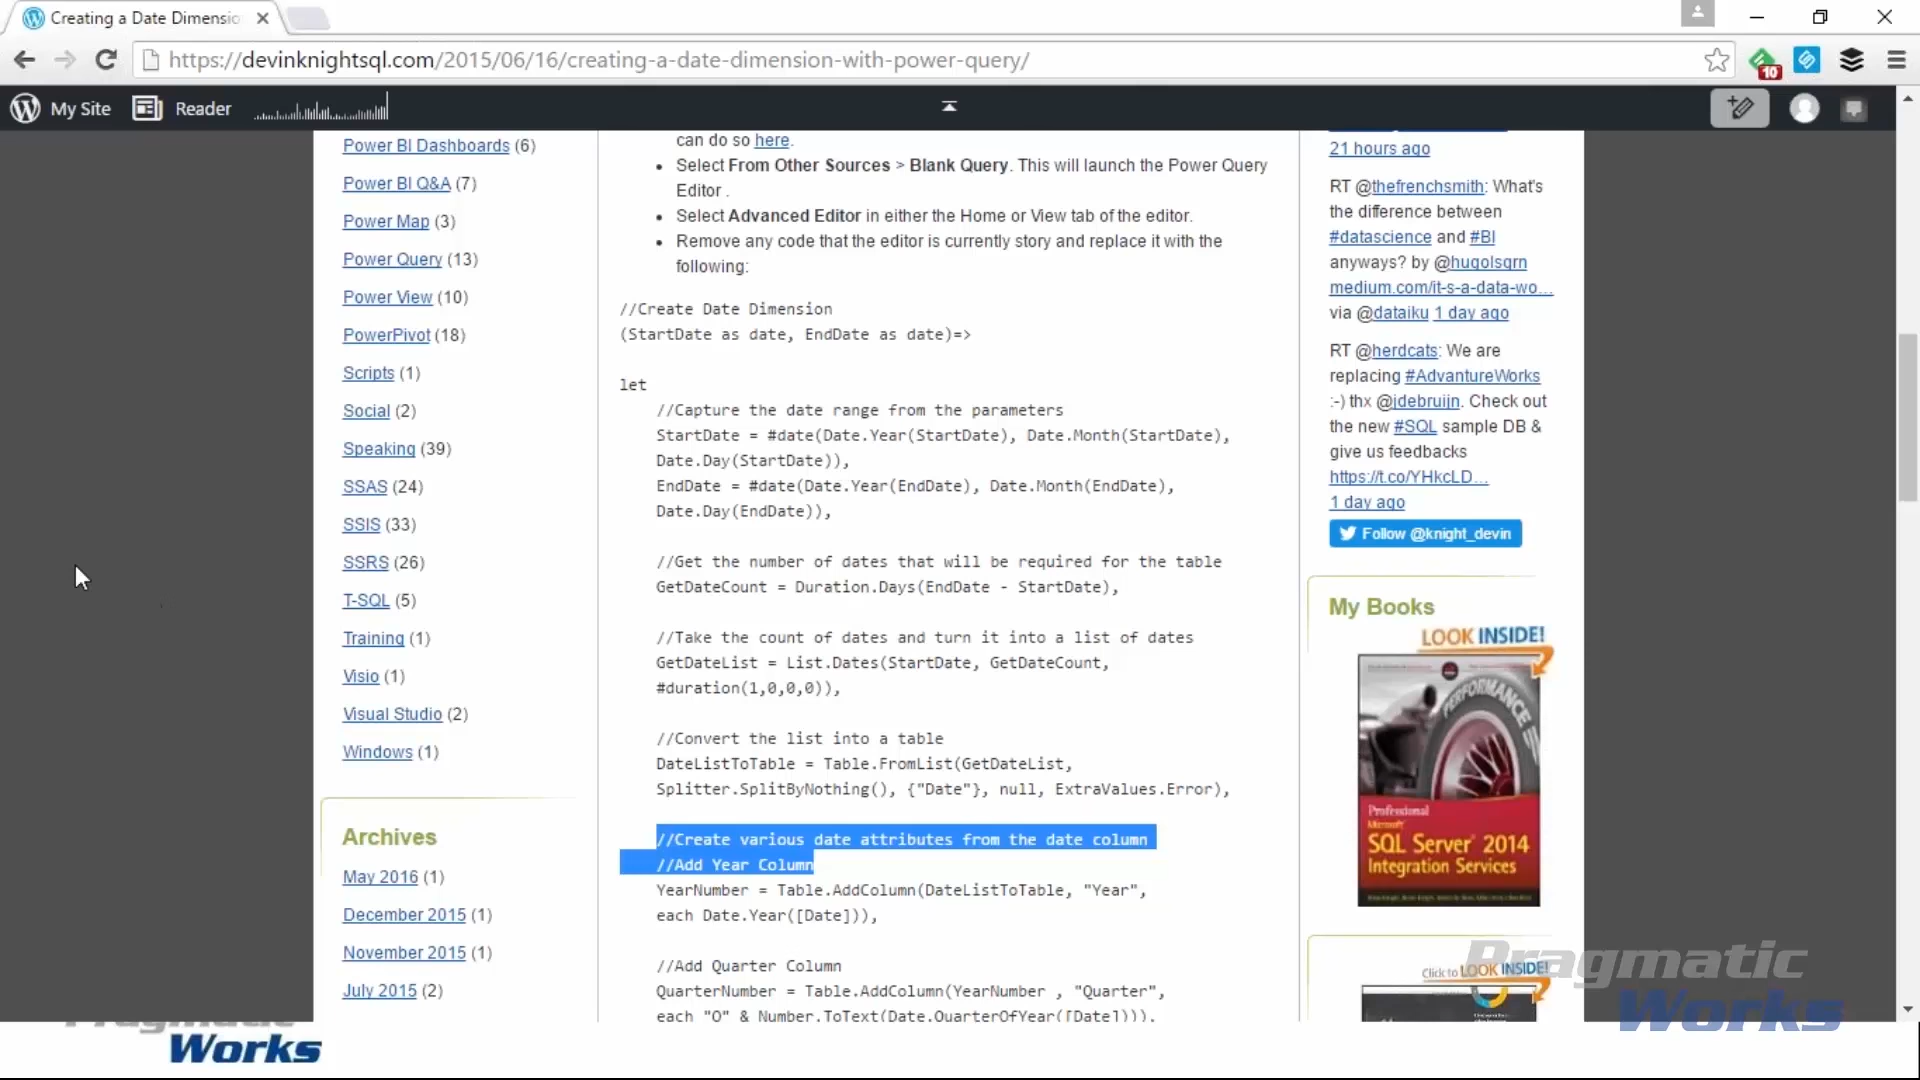 Creating a Date Dimensio
https://devinknightsql.com/2015/06/16/creating-a-date-dimension-with-power-query/
10
My Site
Reader
Power BI Dashboards (6)
Power BI Q&A (7)
Power Map (3)
Power Query (13)
Power View (10)
PowerPivot (18)
Scripts (1)
Social (2)
Speaking (39)
SSAS (24)
SSIS (33)
SSRS (26)
T-SQL (5)
Training (1)
Visio (1)
Visual Studio (2)
Windows (1)
Archives
May 2016 (1)
December 2015 (1)
November 2015 (1)
July 2015 (2)
can do so here.
• Select From Other Sources > Blank Query. This will launch the Power Query
Editor .
• Select Advanced Editor in either the Home or View tab of the editor.
• Remove any code that the editor is currently story and replace it with the
following:
//Create Date Dimension
(StartDate as date, EndDate as date)=>
let
//Capture the date range from the parameters
StartDate = #date(Date.Year(StartDate), Date.Month(StartDate),
Date.Day(StartDate)),
EndDate = #date(Date.Year(EndDate), Date.Month(EndDate),
Date.Day(EndDate)),
//Get the number of dates that will be required for the table
GetDateCount = Duration.Days(EndDate - StartDate),
//Take the count of dates and turn it into a list of dates
GetDateList = List.Dates(StartDate, GetDateCount,
#duration(1,0,0,0)),
//Convert the list into a table
DateListToTable = Table.FromList(GetDateList,
Splitter.SplitByNothing(), {"Date"}, null, ExtraValues.Error),
//Create various date attributes from the date column
//Add Year Column
YearNumber = Table.AddColumn(DateListToTable, "Year",
each Date.Year([Date])),
//Add Quarter Column
QuarterNumber = Table.AddColumn(YearNumber , "Quarter",
each "Q" & Number.ToText(Date.QuarterOfYear([Date]))),
21 hours ago
RT @thefrenchsmith: What's
the difference between
#datascience and #BI
anyways? by @hugolsqrn
medium.com/it-s-a-data-wo…
via @dataiku 1 day ago
RT @herdcats: We are
replacing #AdvantureWorks
:-) thx @jdebruijn. Check out
the new #SQL sample DB &
give us feedbacks
https://t.co/YHkcLD…
1 day ago
Follow @knight_devin
My Books
LOOK INSIDE!
PERFORMANCE
Professional
Microsoft
SQL Server 2014
Integration Services
Click to LOOK INSIDE!
Pragmatic
Works
Pragmatic
Works